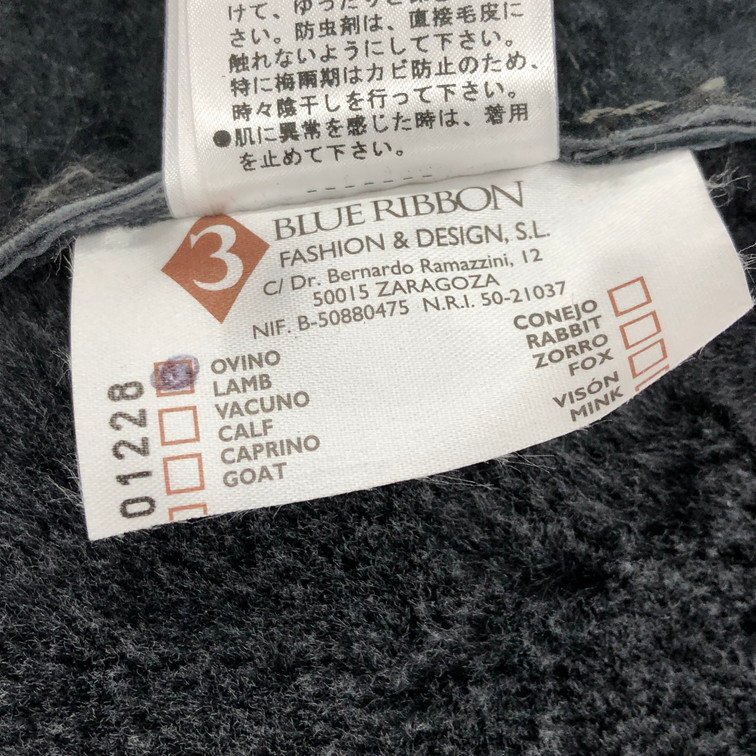 けて、ゆったりと保
さい。防虫剤は、直接毛皮に
触れないようにして下さい。
特に梅雨期はカビ防止のため、
時々陰干しを行って下さい。
●肌に異常を感じた時は、着用
を止めて下さい。
3
BLUE RIBBON
FASHION & DESIGN, S.L.
C/ Dr. Bernardo Ramazzini, 12
50015 ZARAGOZA
NIF. B-50880475 N.R.I. 50-21037
01228
OVINO
LAMB
VACUNO
CALF
CAPRINO
GOAT
CONEJO
RABBIT
ZORRO
FOX
VISÓN
MINK